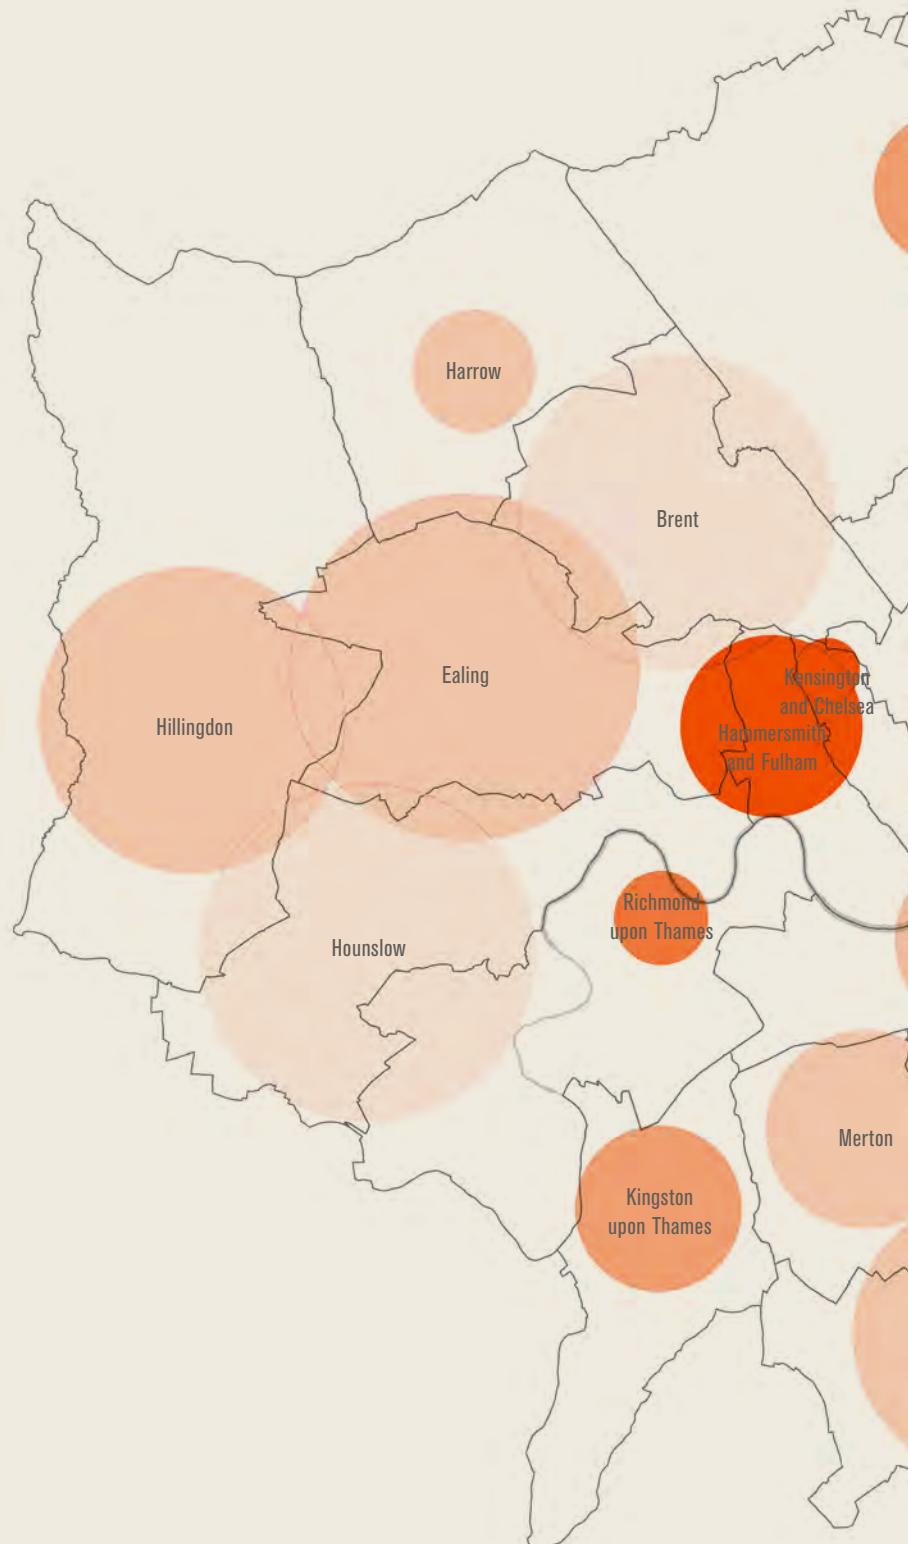 Harrow
Brent
Ealing
Kensington
and Chelsea
Hillingdon
Hammersmith
and Fulham
Richmond
upon Thames
Hounslow
Merton
Kingston
upon Thames